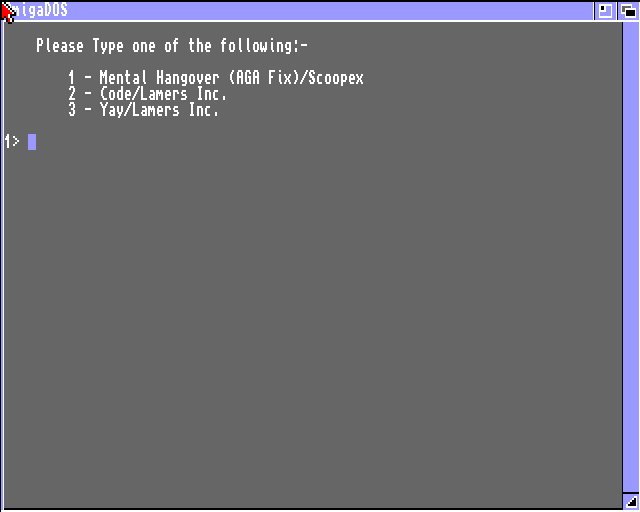 AmigaDOS
Please Type one of the following:-
1 - Mental Hangover (AGA Fix)/Scoopex
2 - Code/Lamers Inc.
3 - Yay/Lamers Inc.
1>